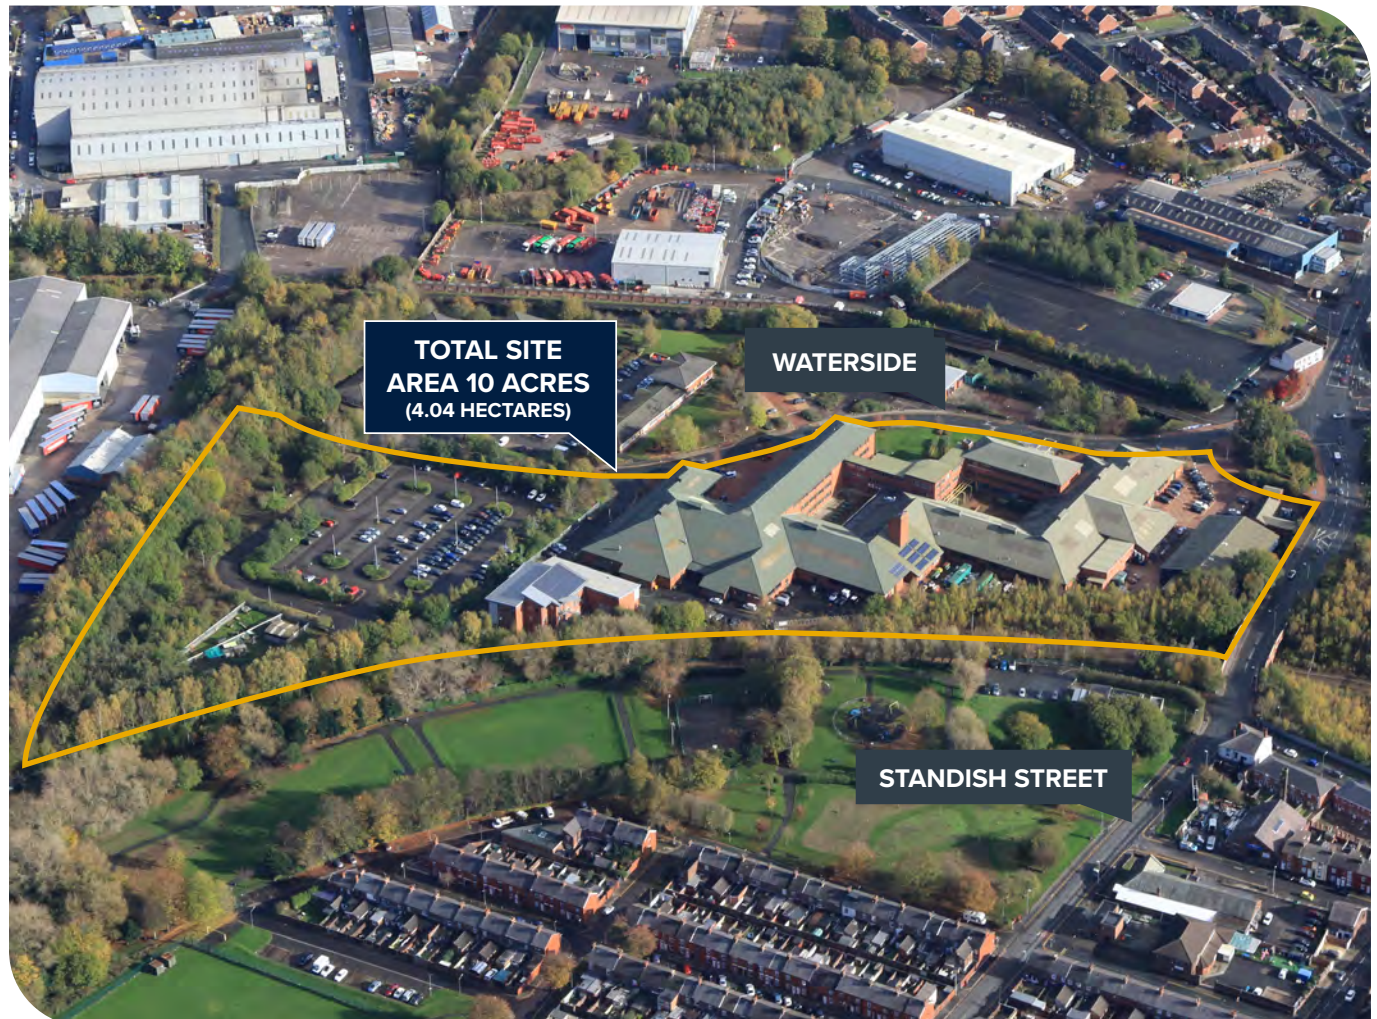 TOTAL SITE
AREA 10 ACRES
(4.04 HECTARES)
WATERSIDE
STANDISH STREET